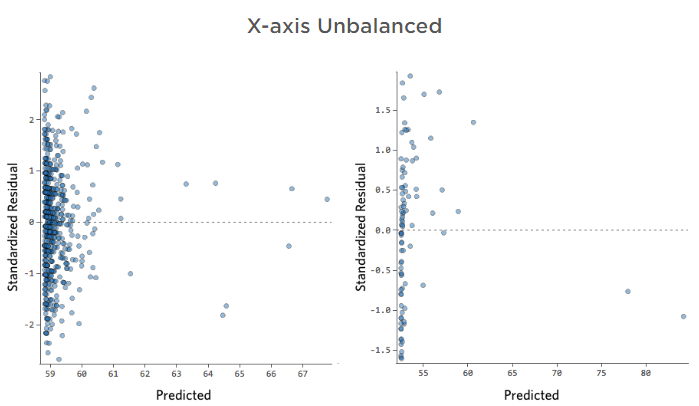 X-axis Unbalanced
Standardized Residual
2
1
0
-1
-2
59 60 61 62 63 64 65 66 67
Predicted
Standardized Residual
1.5
1.0
0.5
0.0
-0.5
-1.0
-1.5
55 60 65 70 75 80
Predicted